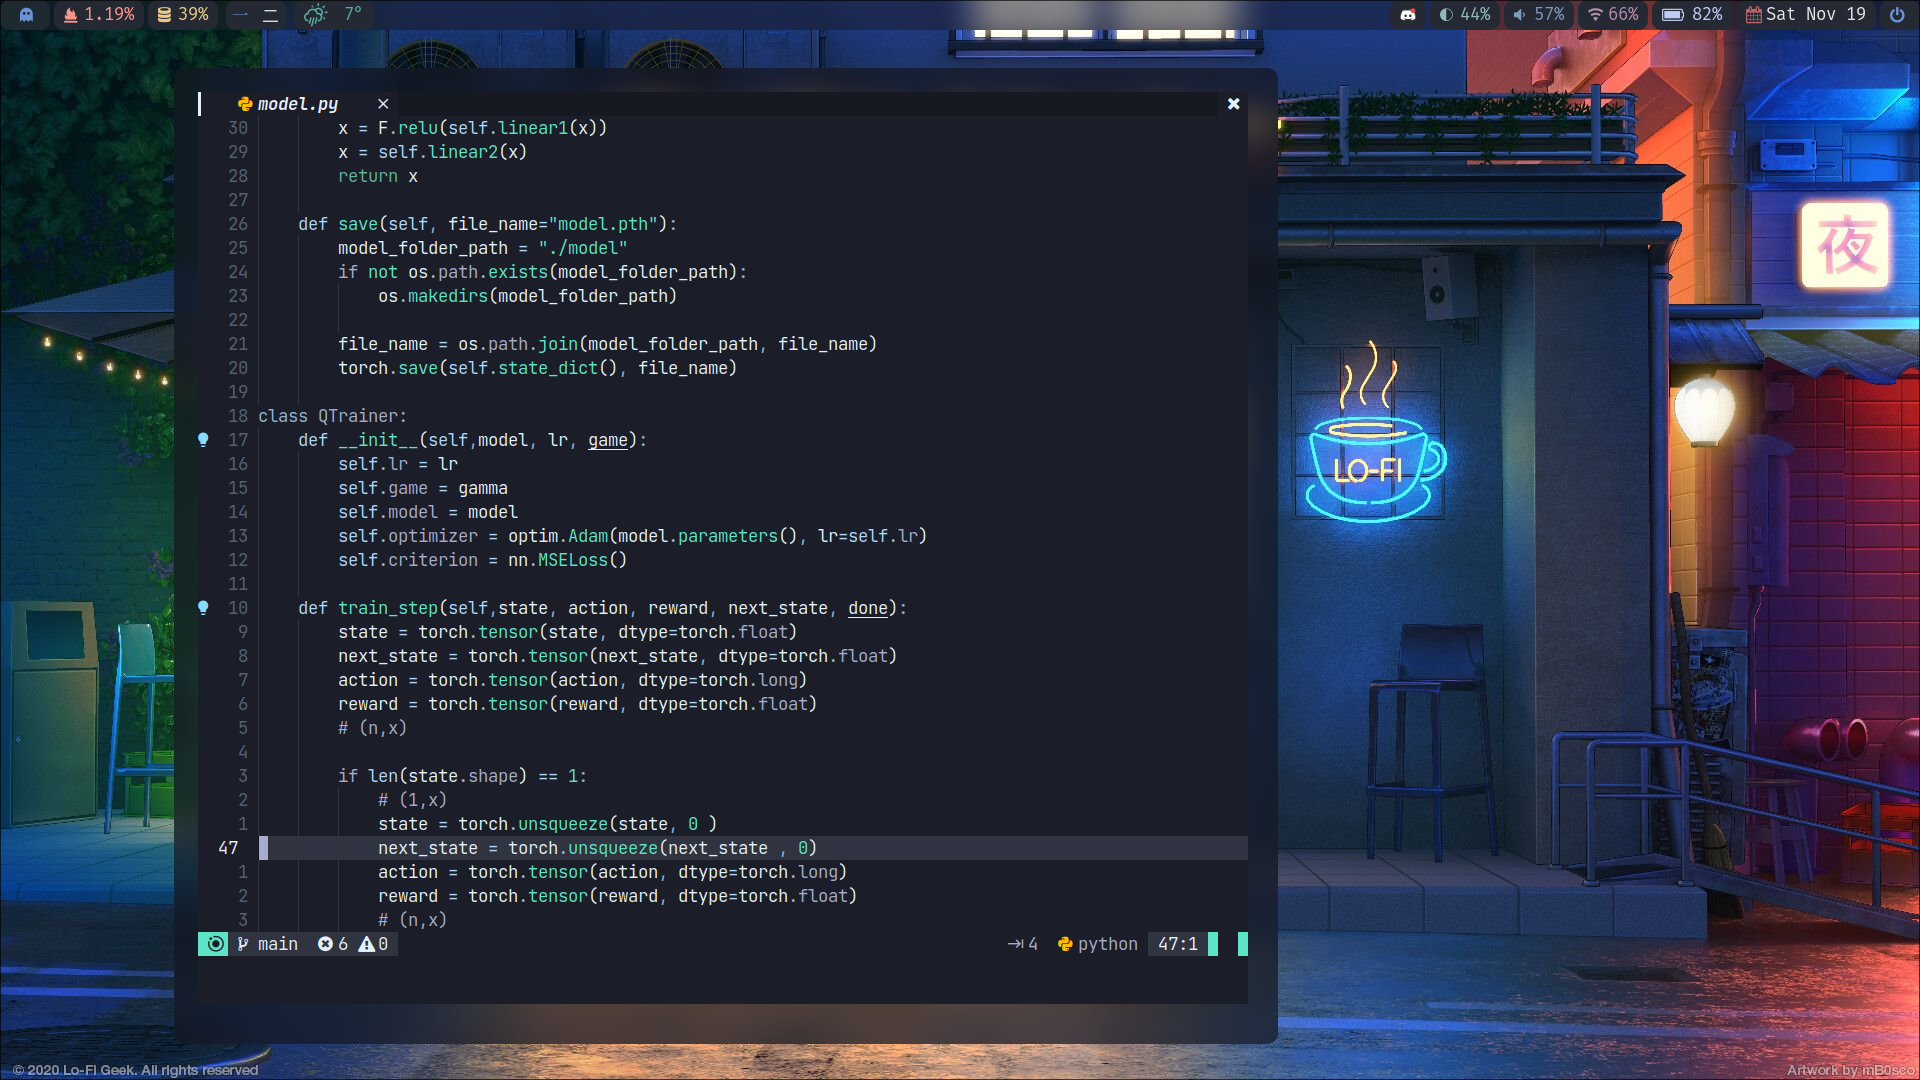 1.19% 39% 一 二 7° 44% 57% 66% 82% Sat Nov 19
model.py ×
30 x = F.relu(self.linear1(x))
29 x = self.linear2(x)
28 return x
27
26 def save(self, file_name="model.pth"):
25 model_folder_path = "./model"
24 if not os.path.exists(model_folder_path):
23 os.makedirs(model_folder_path)
22
21 file_name = os.path.join(model_folder_path, file_name)
20 torch.save(self.state_dict(), file_name)
19
18 class QTrainer:
17 def __init__(self,model, lr, game):
16 self.lr = lr
15 self.game = gamma
14 self.model = model
13 self.optimizer = optim.Adam(model.parameters(), lr=self.lr)
12 self.criterion = nn.MSELoss()
11
10 def train_step(self,state, action, reward, next_state, done):
9 state = torch.tensor(state, dtype=torch.float)
8 next_state = torch.tensor(next_state, dtype=torch.float)
7 action = torch.tensor(action, dtype=torch.long)
6 reward = torch.tensor(reward, dtype=torch.float)
5 # (n,x)
4
3 if len(state.shape) == 1:
2 # (1,x)
1 state = torch.unsqueeze(state, 0 )
47 next_state = torch.unsqueeze(next_state , 0)
1 action = torch.tensor(action, dtype=torch.long)
2 reward = torch.tensor(reward, dtype=torch.float)
3 # (n,x)
main 6 0 4 python 47:1
夜
LO-FI
© 2020 Lo-Fi Geek. All rights reserved
Artwork by mB0sco